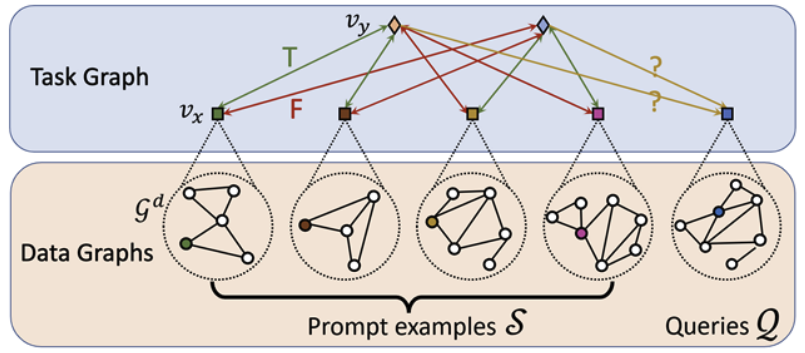 v_y
T
?
Task Graph
?
v_x
F
𝒢^d
Data Graphs
Prompt examples 𝒮
Queries 𝒬